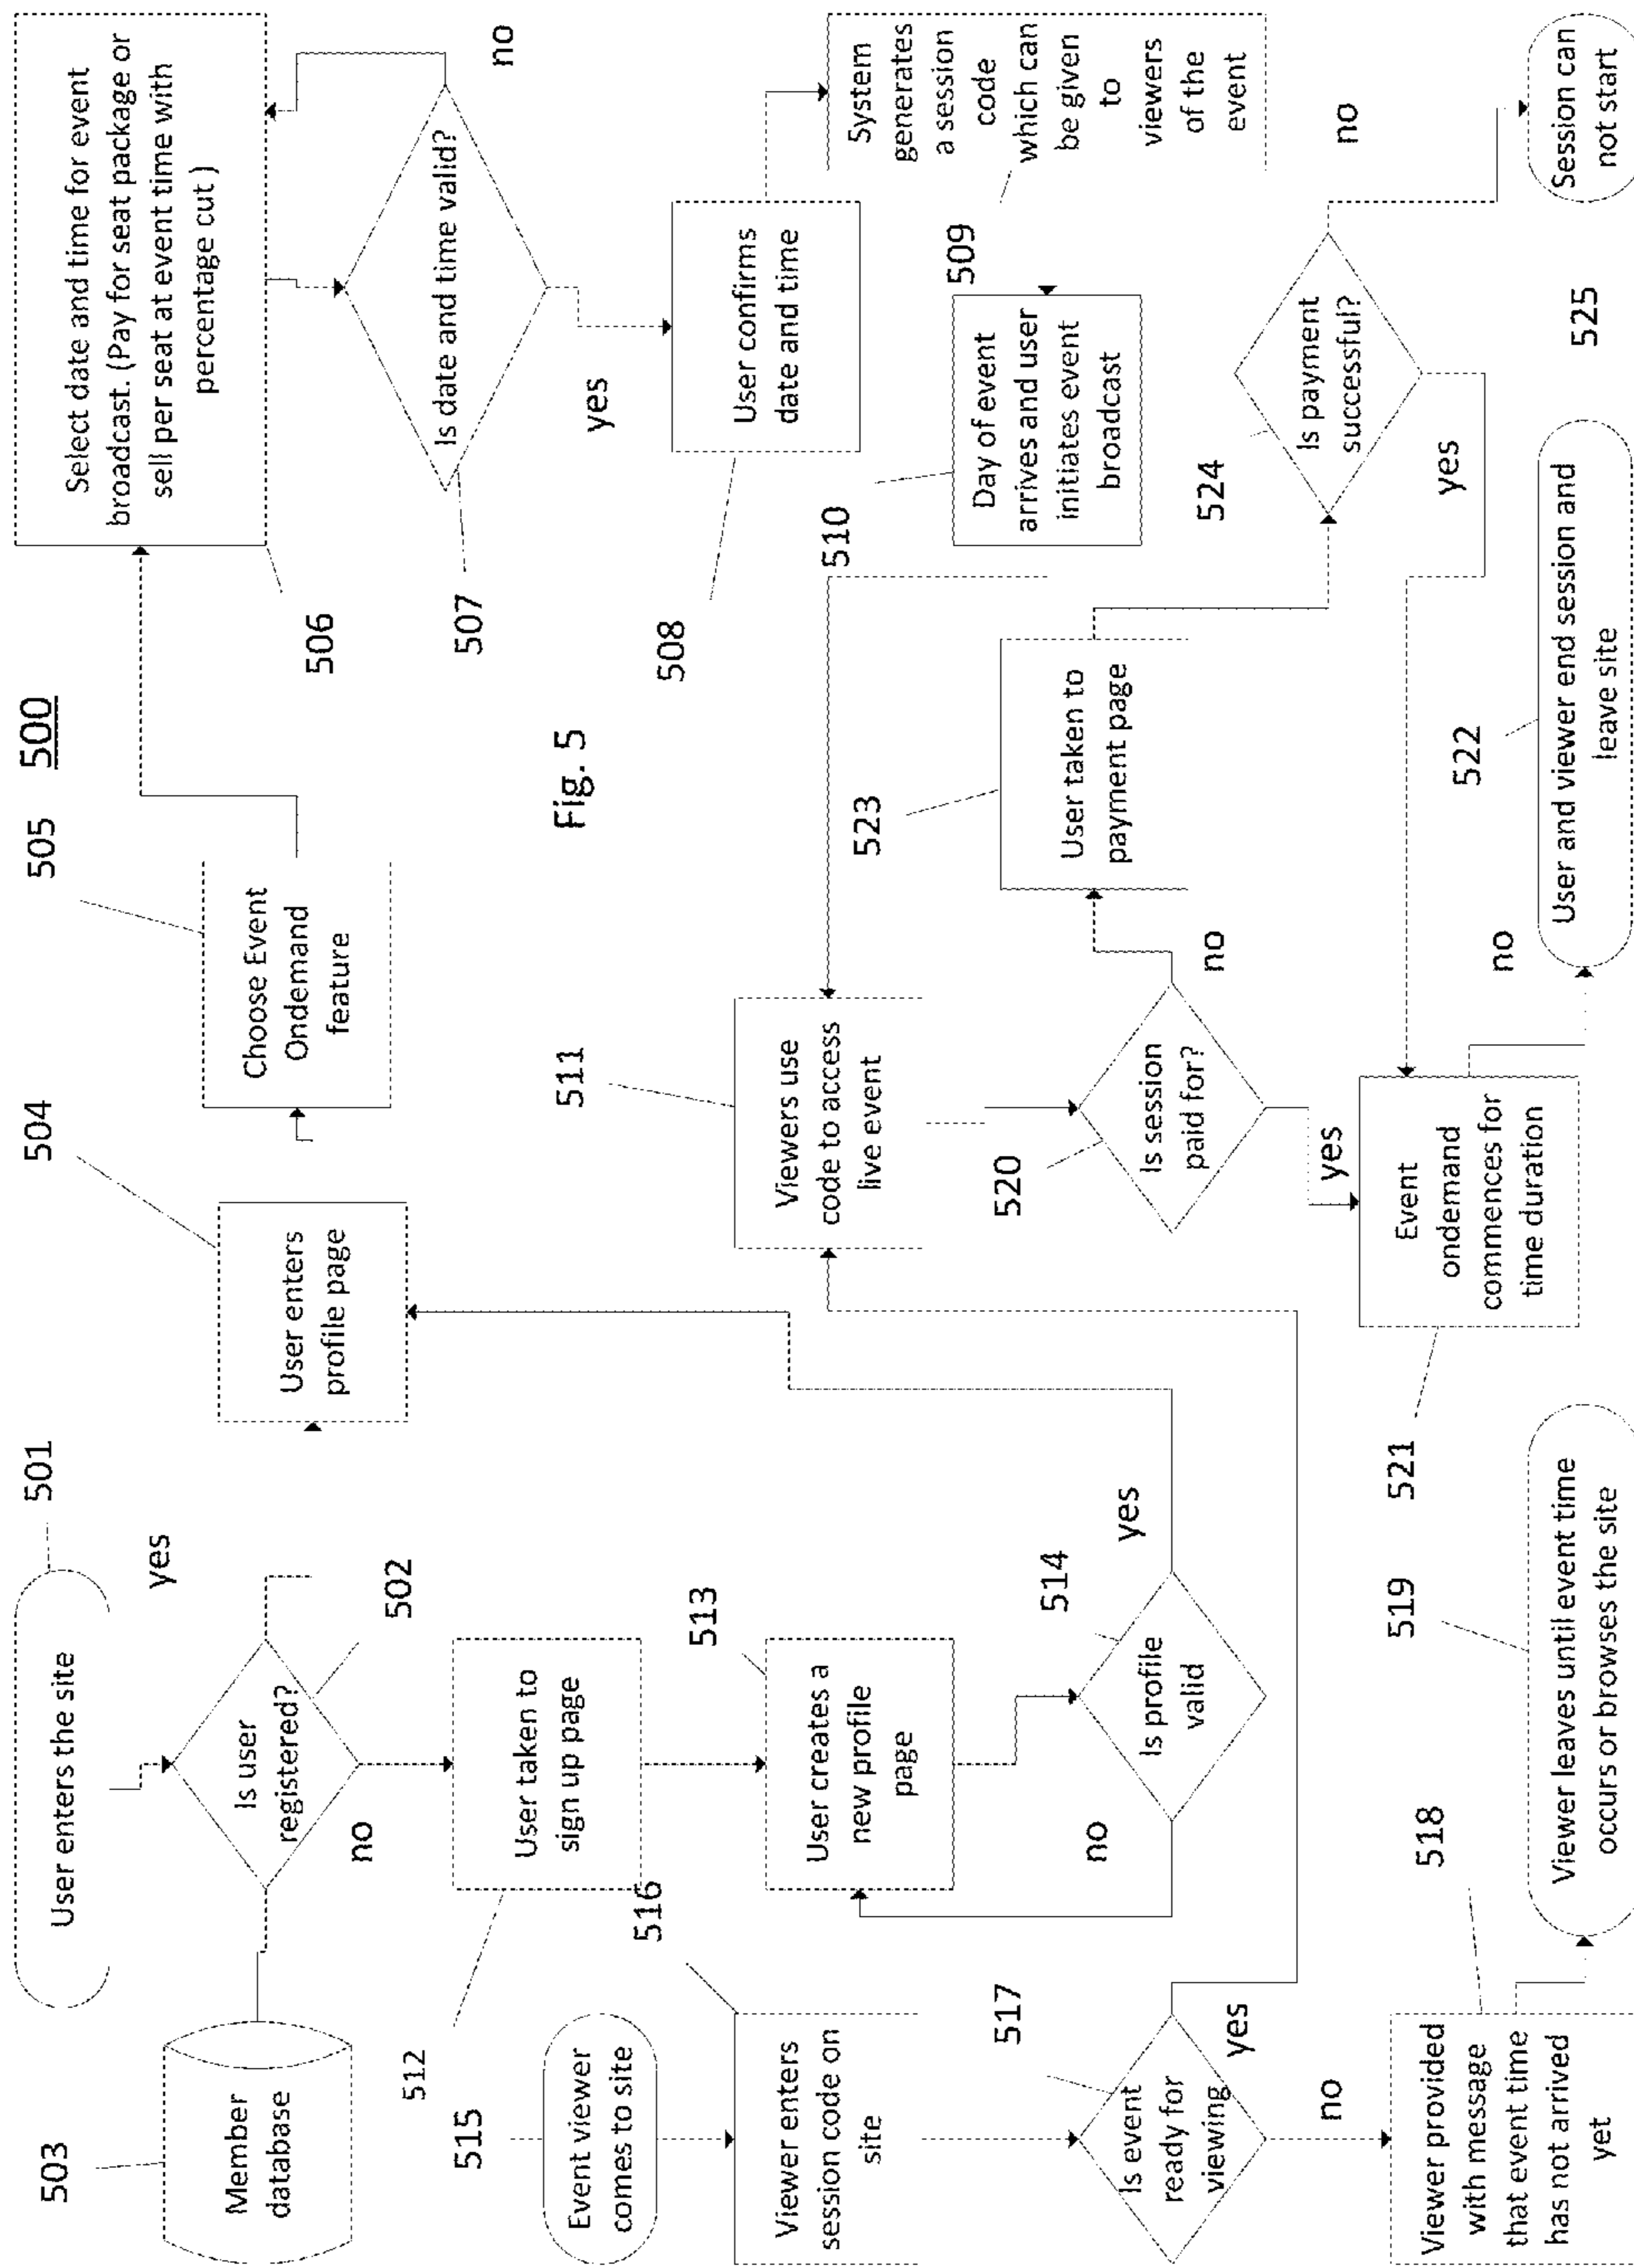 500
501
User enters the site
yes
Is user
registered?
502
no
503
Member
database
504
User enters
profile page
505
Choose Event
Ondemand
feature
506
Select date and time for event
broadcast. (Pay for seat package or
sell per seat at event time with
percentage cut )
507
Is date and time valid?
no
yes
508
User confirms
date and time
System
generates
a session
code
which can
be given
to
viewers
of the
event
509
510
Day of event
arrives and user
initiates event
broadcast
Fig. 5
512
User taken to
sign up page
513
User creates a
new profile
page
514
Is profile
valid
yes
no
515
Event viewer
comes to site
516
Viewer enters
session code on
site
517
Is event
ready for
viewing
yes
no
518
Viewer provided
with message
that event time
has not arrived
yet
519
Viewer leaves until event time
occurs or browses the site
511
Viewers use
code to access
live event
520
Is session
paid for?
no
yes
521
Event
ondemand
commences for
time duration
no
522
User and viewer end session and
leave site
523
User taken to
payment page
524
Is payment
successful?
no
yes
525
Session can
not start